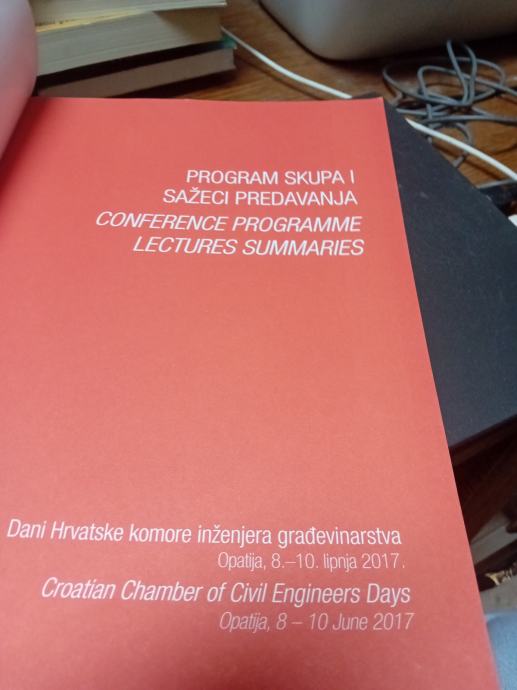 PROGRAM SKUPA I
SAŽECI PREDAVANJA
CONFERENCE PROGRAMME
LECTURES SUMMARIES
Dani Hrvatske komore inženjera građevinarstva
Opatija, 8.–10. lipnja 2017.
Croatian Chamber of Civil Engineers Days
Opatija, 8 – 10 June 2017